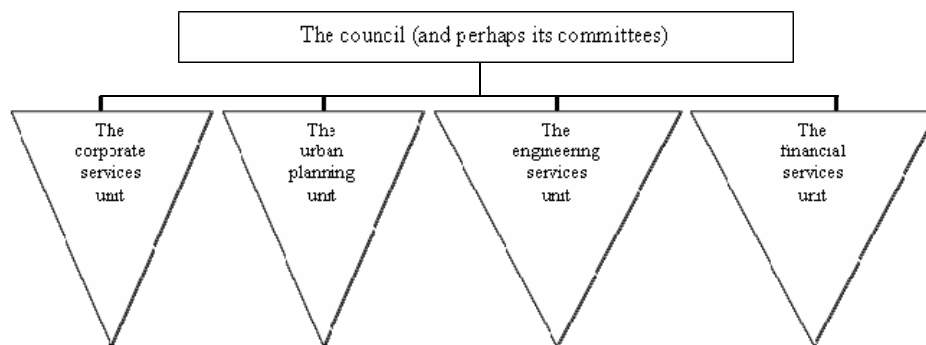 The council (and perhaps its committees)
The
corporate
services
unit
The
urban
planning
unit
The
engineering
services
unit
The
financial
services
unit